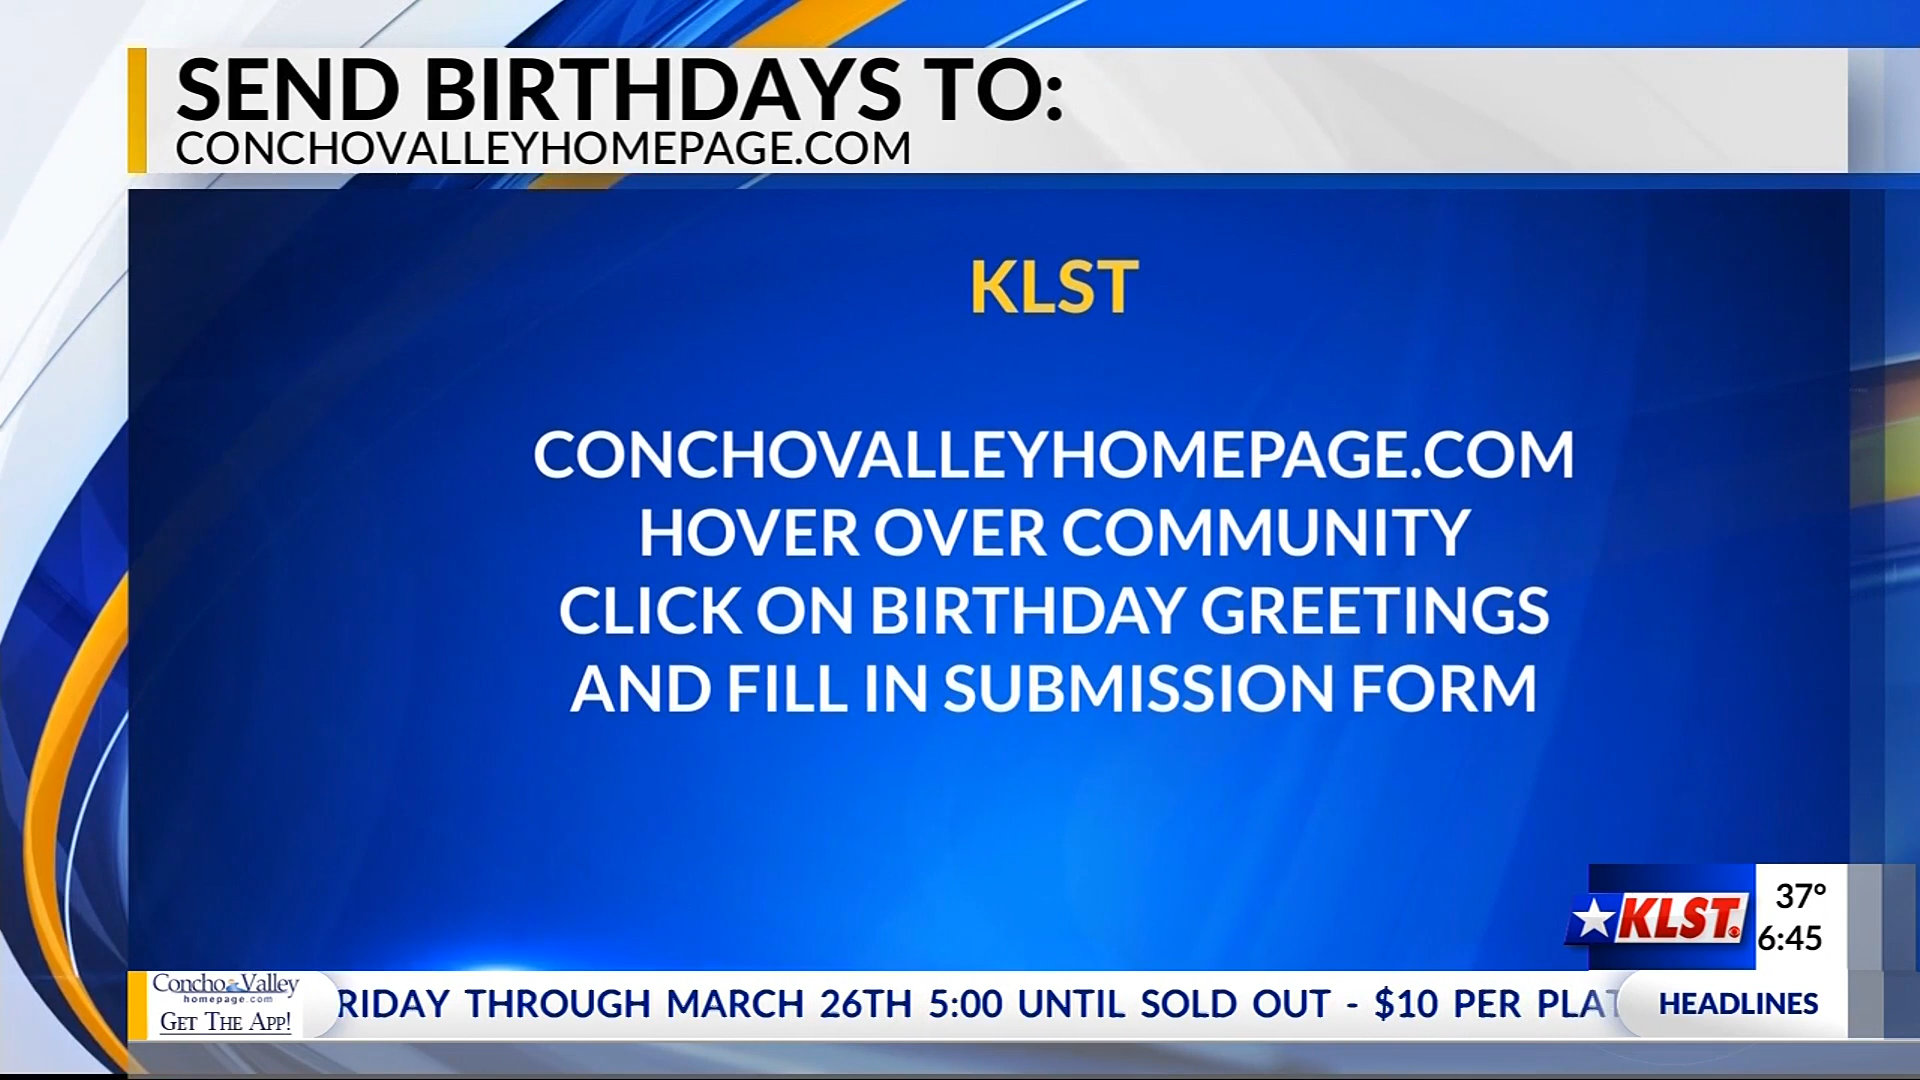 SEND BIRTHDAYS TO:
CONCHOVALLEYHOMEPAGE.COM
KLST
CONCHOVALLEYHOMEPAGE.COM
HOVER OVER COMMUNITY
CLICK ON BIRTHDAY GREETINGS
AND FILL IN SUBMISSION FORM
KLST
37°
6:45
Concho Valley
homepage.com
GET THE APP!
RIDAY THROUGH MARCH 26TH 5:00 UNTIL SOLD OUT - $10 PER PLAT
HEADLINES